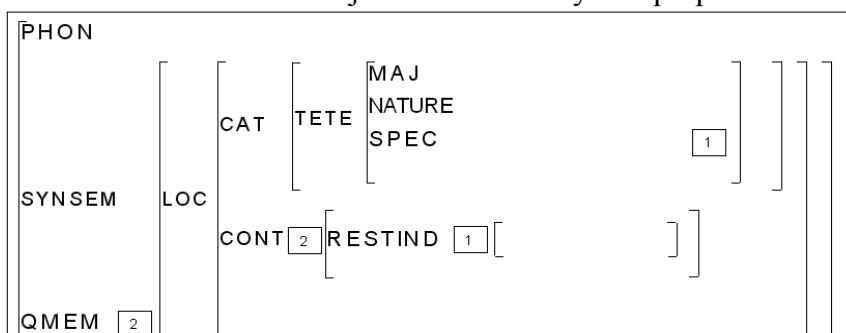 PHON
MAJ
NATURE
CAT TETE
SPEC 1
SYNSEM LOC
CONT 2 RESTIND 1
QMEM 2